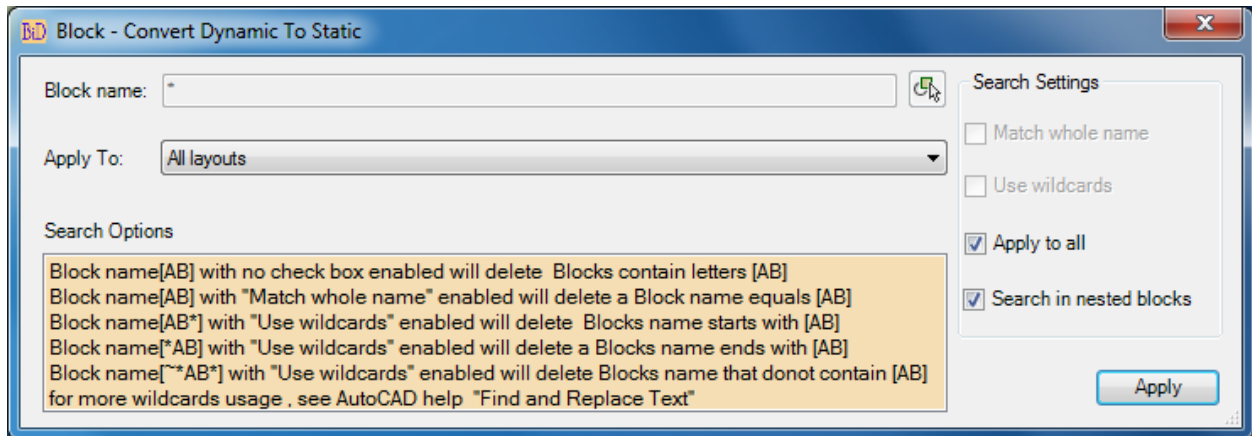 BiD Block - Convert Dynamic To Static
Block name: *
Apply To: All layouts
Search Options
Block name[AB] with no check box enabled will delete  Blocks contain letters [AB]
Block name[AB] with "Match whole name" enabled will delete a Block name equals [AB]
Block name[AB*] with "Use wildcards" enabled will delete  Blocks name starts with [AB]
Block name[*AB] with "Use wildcards" enabled will delete a Blocks name ends with [AB]
Block name[~*AB*] with "Use wildcards" enabled will delete Blocks name that donot contain [AB]
for more wildcards usage , see AutoCAD help  "Find and Replace Text"
Search Settings
Match whole name
Use wildcards
Apply to all
Search in nested blocks
Apply